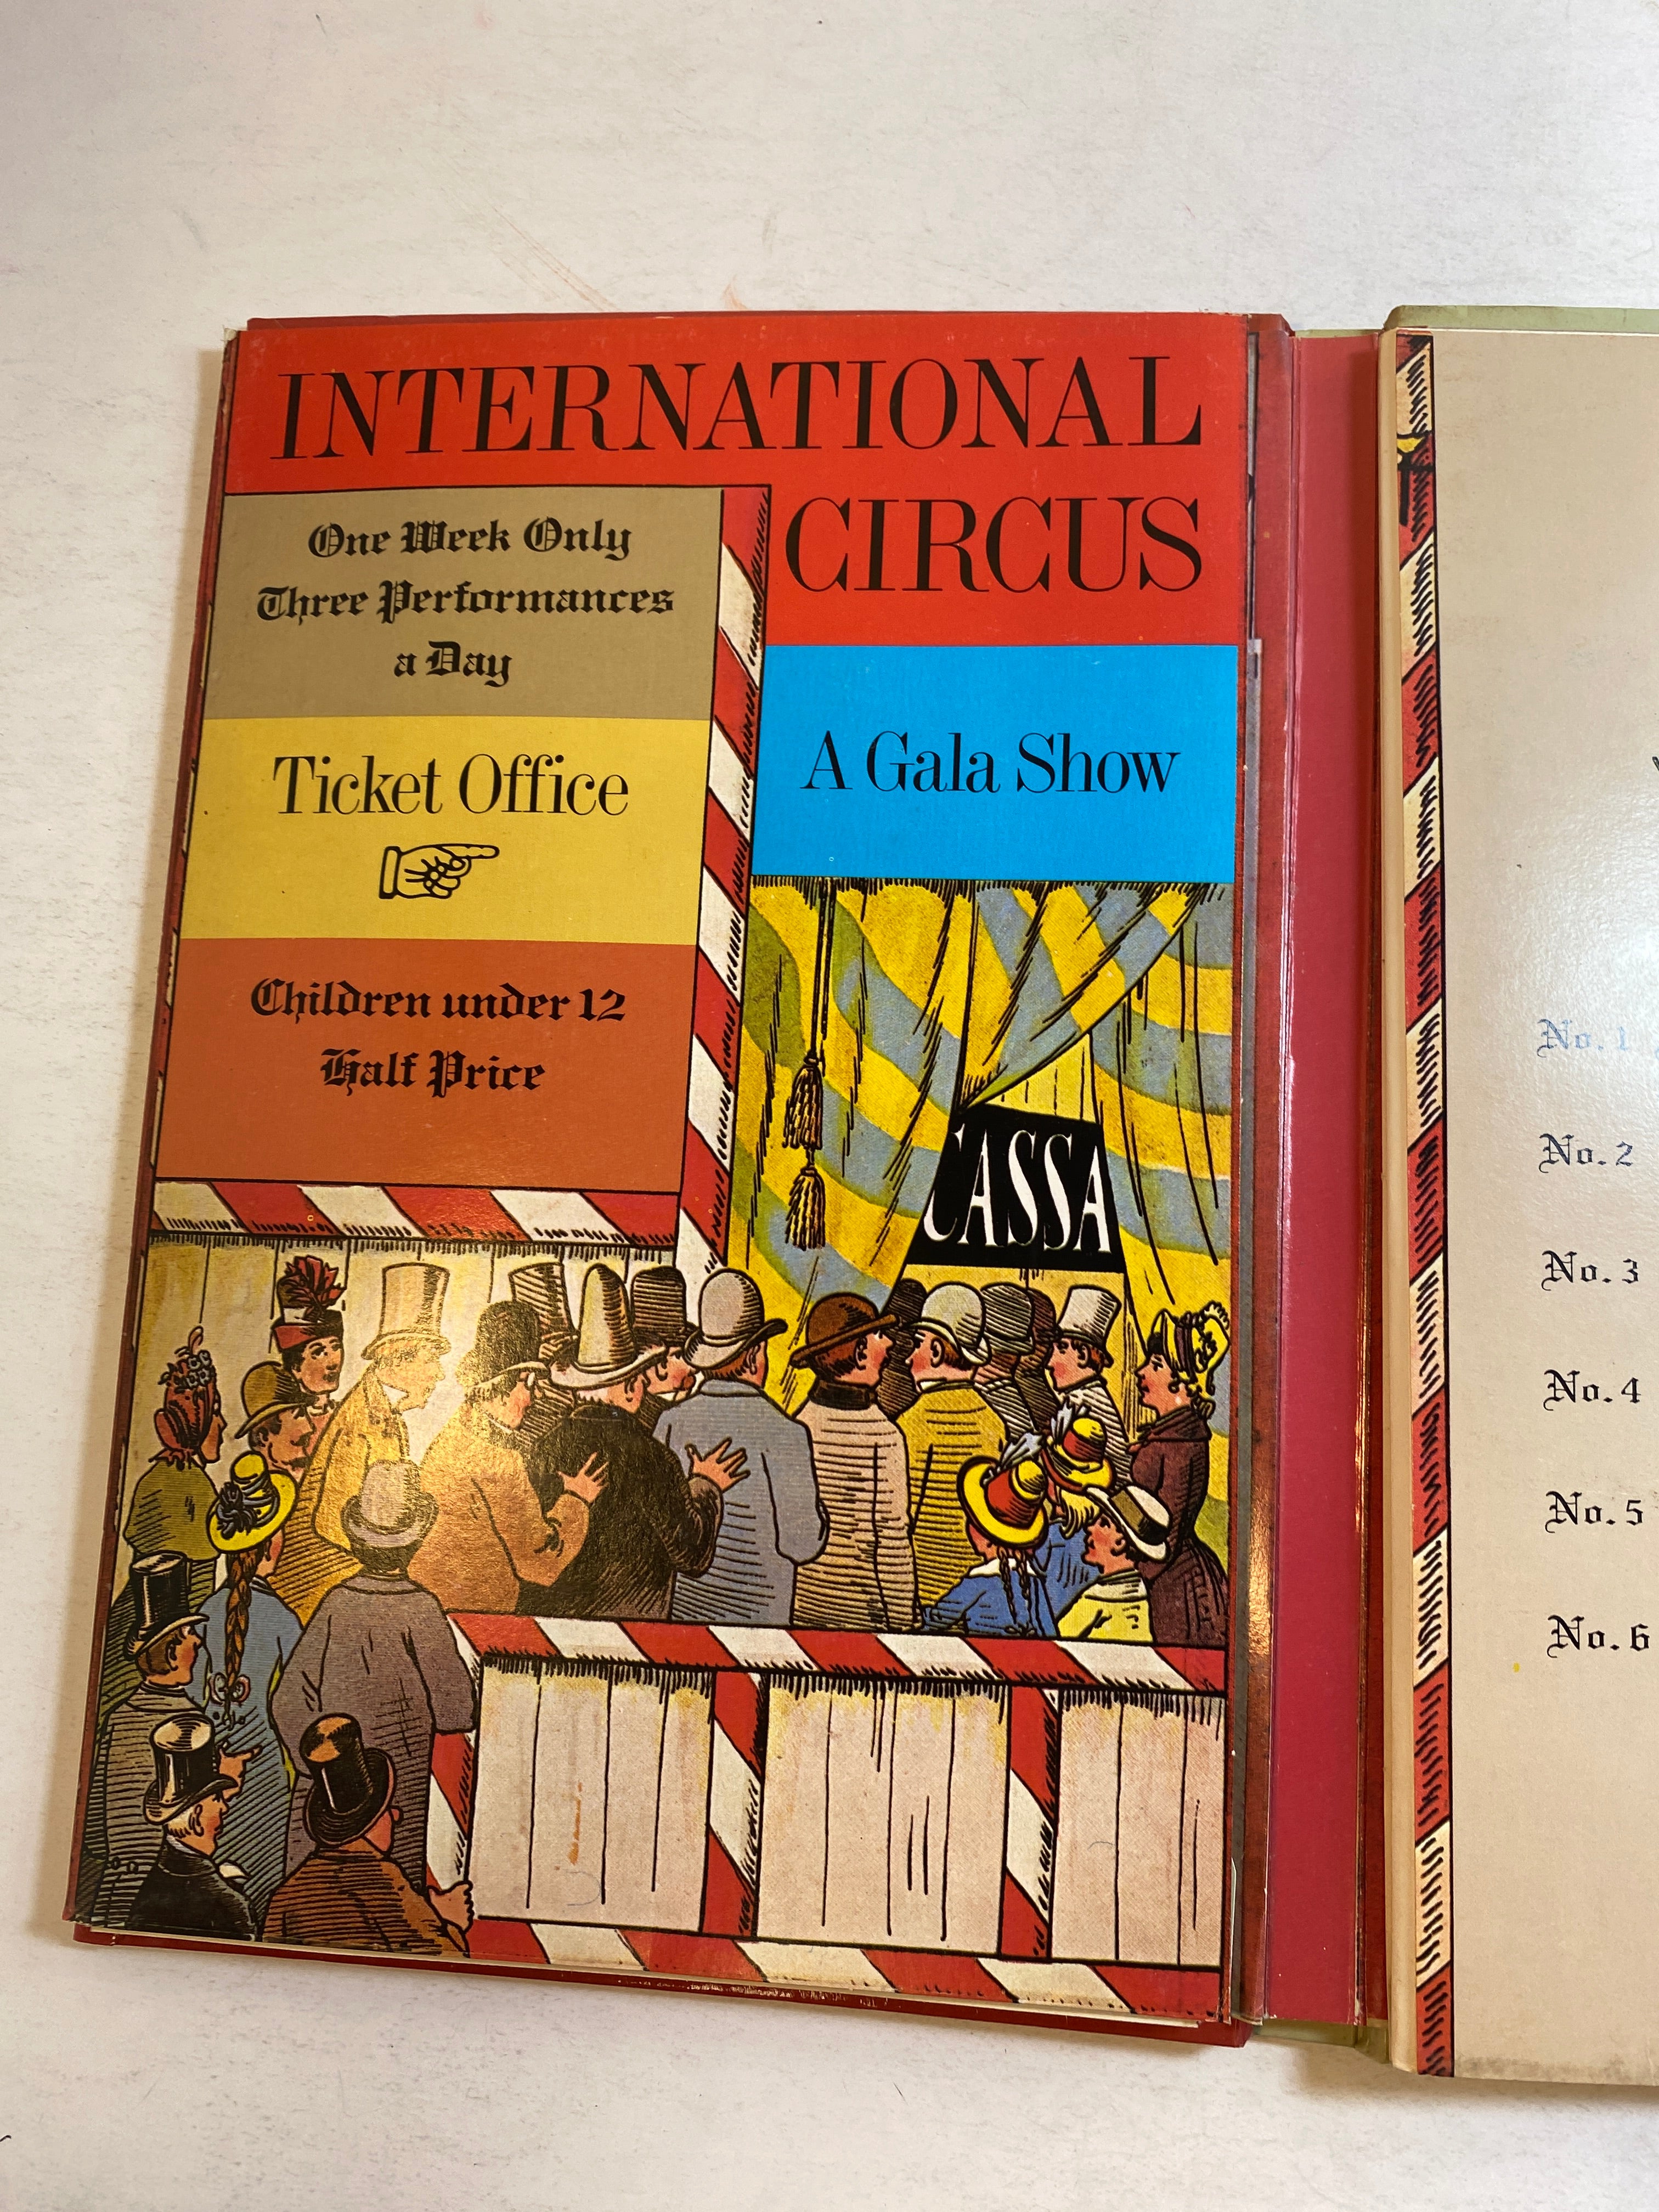 INTERNATIONAL
CIRCUS
One Week Only
Three Performances
a Day
Ticket Office
Children under 12
Half Price
A Gala Show
CASSA
No. 1
No. 2
No. 3
No. 4
No. 5
No. 6